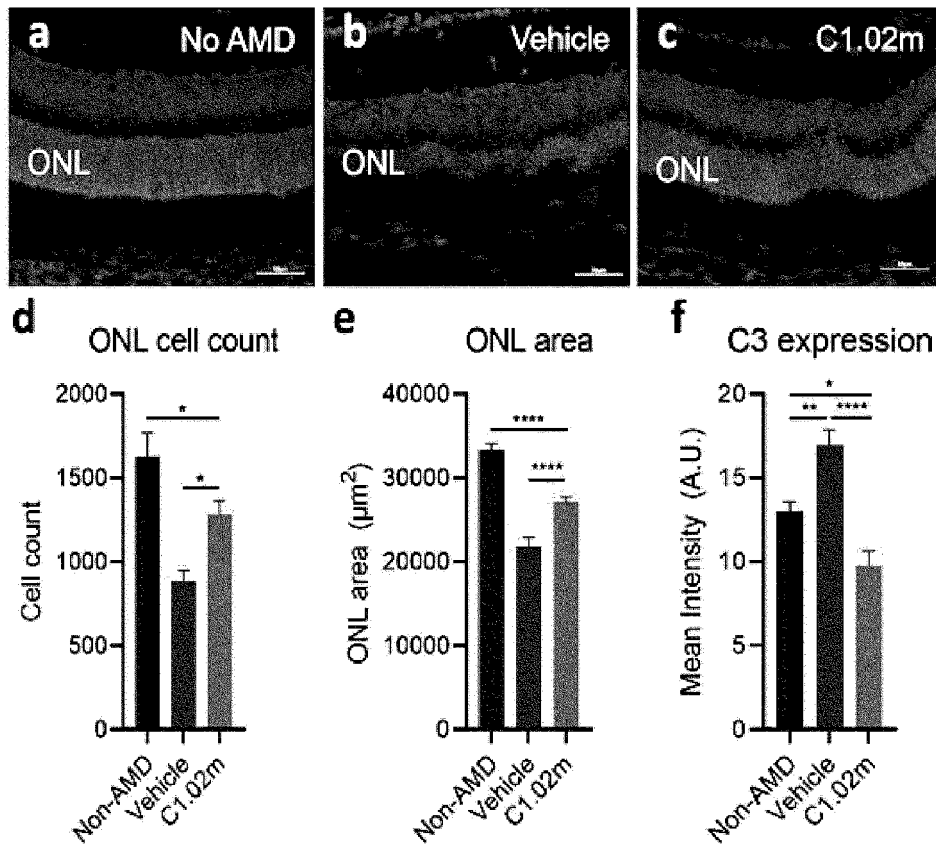 a No AMD
ONL
b Vehicle
ONL
c C1.02m
ONL
d
ONL cell count
Cell count
2000
1500
1000
500
0
*
*
Non-AMD
Vehicle
C1.02m
e
ONL area
ONL area (µm²)
40000
30000
20000
10000
0
****
****
Non-AMD
Vehicle
C1.02m
f
C3 expression
Mean Intensity (A.U.)
20
15
10
5
0
*
** ****
Non-AMD
Vehicle
C1.02m